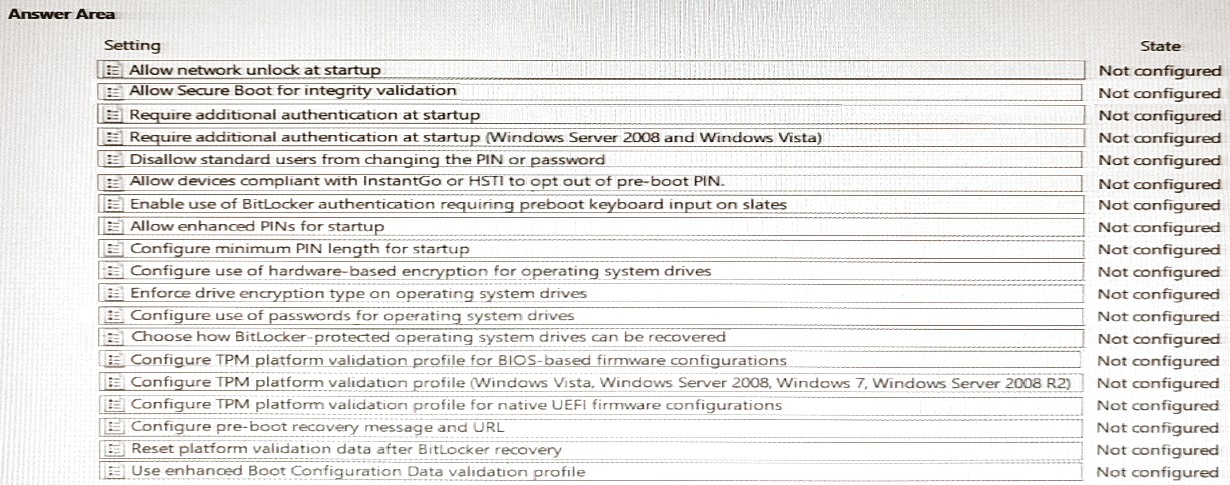 Answer Area
Setting State
Allow network unlock at startup Not configured
Allow Secure Boot for integrity validation Not configured
Require additional authentication at startup Not configured
Require additional authentication at startup (Windows Server 2008 and Windows Vista) Not configured
Disallow standard users from changing the PIN or password Not configured
Allow devices compliant with InstantGo or HSTI to opt out of pre-boot PIN. Not configured
Enable use of BitLocker authentication requiring preboot keyboard input on slates Not configured
Allow enhanced PINs for startup Not configured
Configure minimum PIN length for startup Not configured
Configure use of hardware-based encryption for operating system drives Not configured
Enforce drive encryption type on operating system drives Not configured
Configure use of passwords for operating system drives Not configured
Choose how BitLocker-protected operating system drives can be recovered Not configured
Configure TPM platform validation profile for BIOS-based firmware configurations Not configured
Configure TPM platform validation profile (Windows Vista, Windows Server 2008, Windows 7, Windows Server 2008 R2) Not configured
Configure TPM platform validation profile for native UEFI firmware configurations Not configured
Configure pre-boot recovery message and URL Not configured
Reset platform validation data after BitLocker recovery Not configured
Use enhanced Boot Configuration Data validation profile Not configured